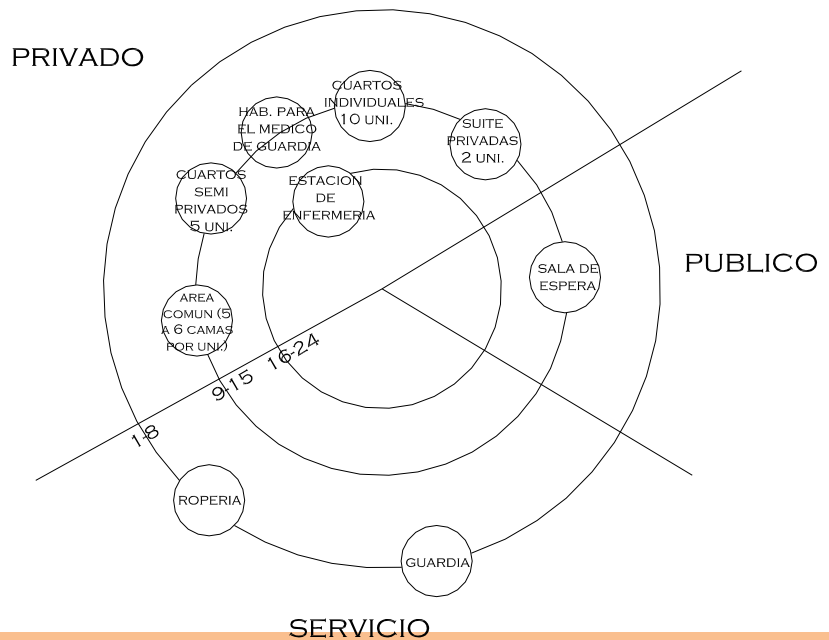 PRIVADO
CUARTOS
INDIVIDUALES
10 UNI.
HAB. PARA
EL MEDICO
DE GUARDIA
SUITE
PRIVADAS
2 UNI.
CUARTOS
SEMI
PRIVADOS
5 UNI.
ESTACION
DE
ENFERMERIA
PUBLICO
SALA DE
ESPERA
AREA
COMUN (5
A 6 CAMAS
POR UNI.)
16-24
9-15
1-8
ROPERIA
GUARDIA
SERVICIO